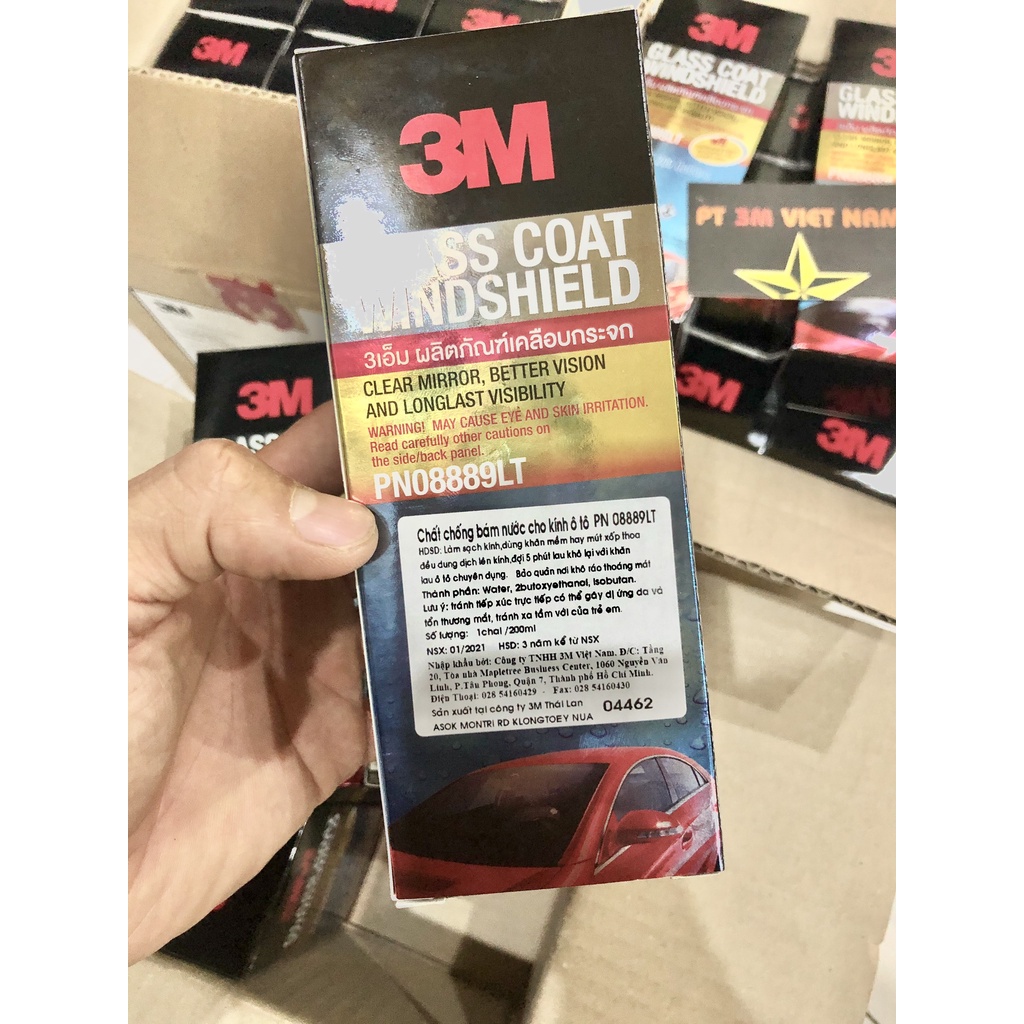 3M
3M
GLASS COAT
WINDSHIELD
3M
GLASS
WIND
PT 3M VIET NAM
3M
SS COAT
WINDSHIELD
3เอ็ม ผลิตภัณฑ์เคลือบกระจก
CLEAR MIRROR, BETTER VISION
AND LONGLAST VISIBILITY
WARNING! MAY CAUSE EYE AND SKIN IRRITATION.
Read carefully other cautions on
the side/back panel.
PN08889LT
Chất chống bám nước cho kính ô tô PN 08889LT
HDSD: Làm sạch kính,dùng khăn mềm hay mút xốp thoa
đều dung dịch lên kính,đợi 5 phút lau khô lại với khăn
lau ô tô chuyên dụng. Bảo quản nơi khô ráo thoáng mát
Thành phần: Water, 2butoxyethanol, Isobutan.
Lưu ý: tránh tiếp xúc trực tiếp có thể gây dị ứng da và
tổn thương mắt, tránh xa tầm với của trẻ em.
Số lượng: 1chai /200ml
NSX: 01/2021 HSD: 3 năm kể từ NSX
Nhập khẩu bởi: Công ty TNHH 3M Việt Nam. Đ/C: Tầng
20, Tòa nhà Mapletree Business Center, 1060 Nguyễn Văn
Linh, P.Tân Phong, Quận 7, Thành phố Hồ Chí Minh.
Điện Thoại: 028 54160429 - Fax: 028 54160430
Sản xuất tại công ty 3M Thái Lan 04462
ASOK MONTRI RD KLONGTOEY NUA
3M
3M
3M
3M